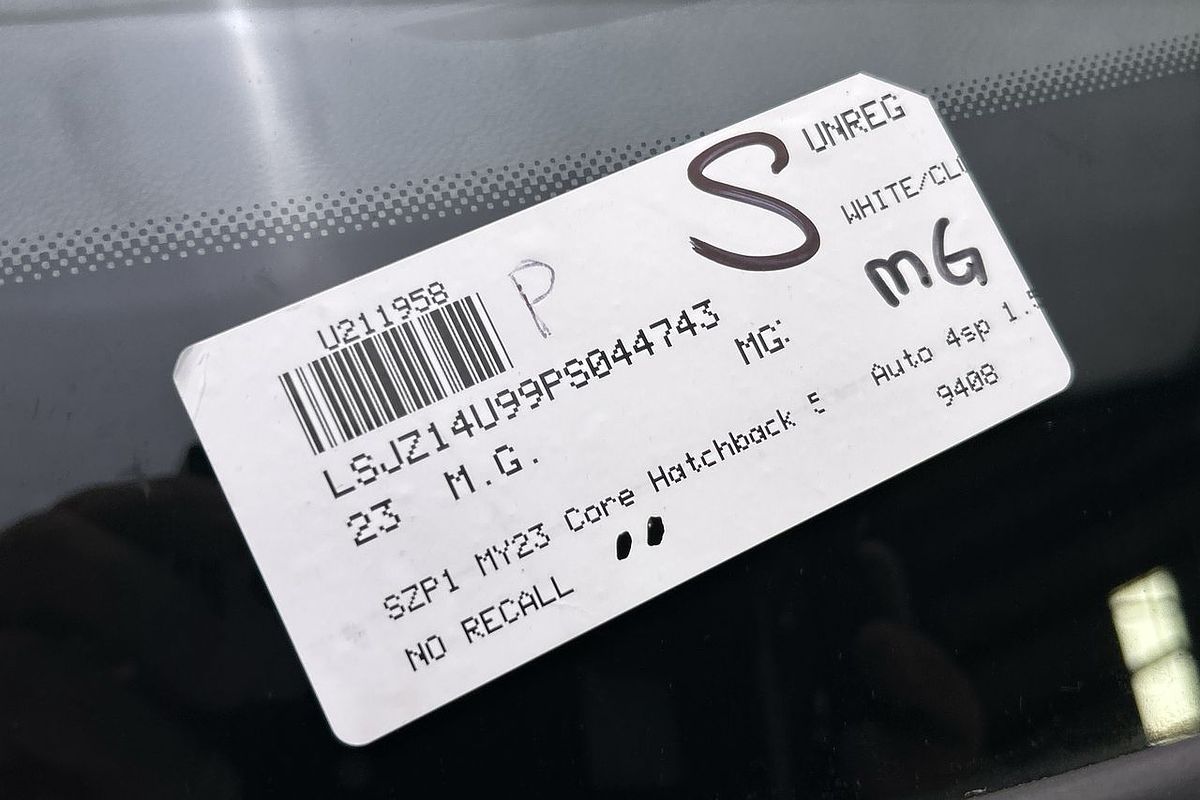 U211958 P S UNREG
LSJZ14U99PS044743 WHITE/CL
23 M.G. MG: MG
SZP1 MY23 Core Hatchback 5 Auto 4sp 1.5
NO RECALL 9408